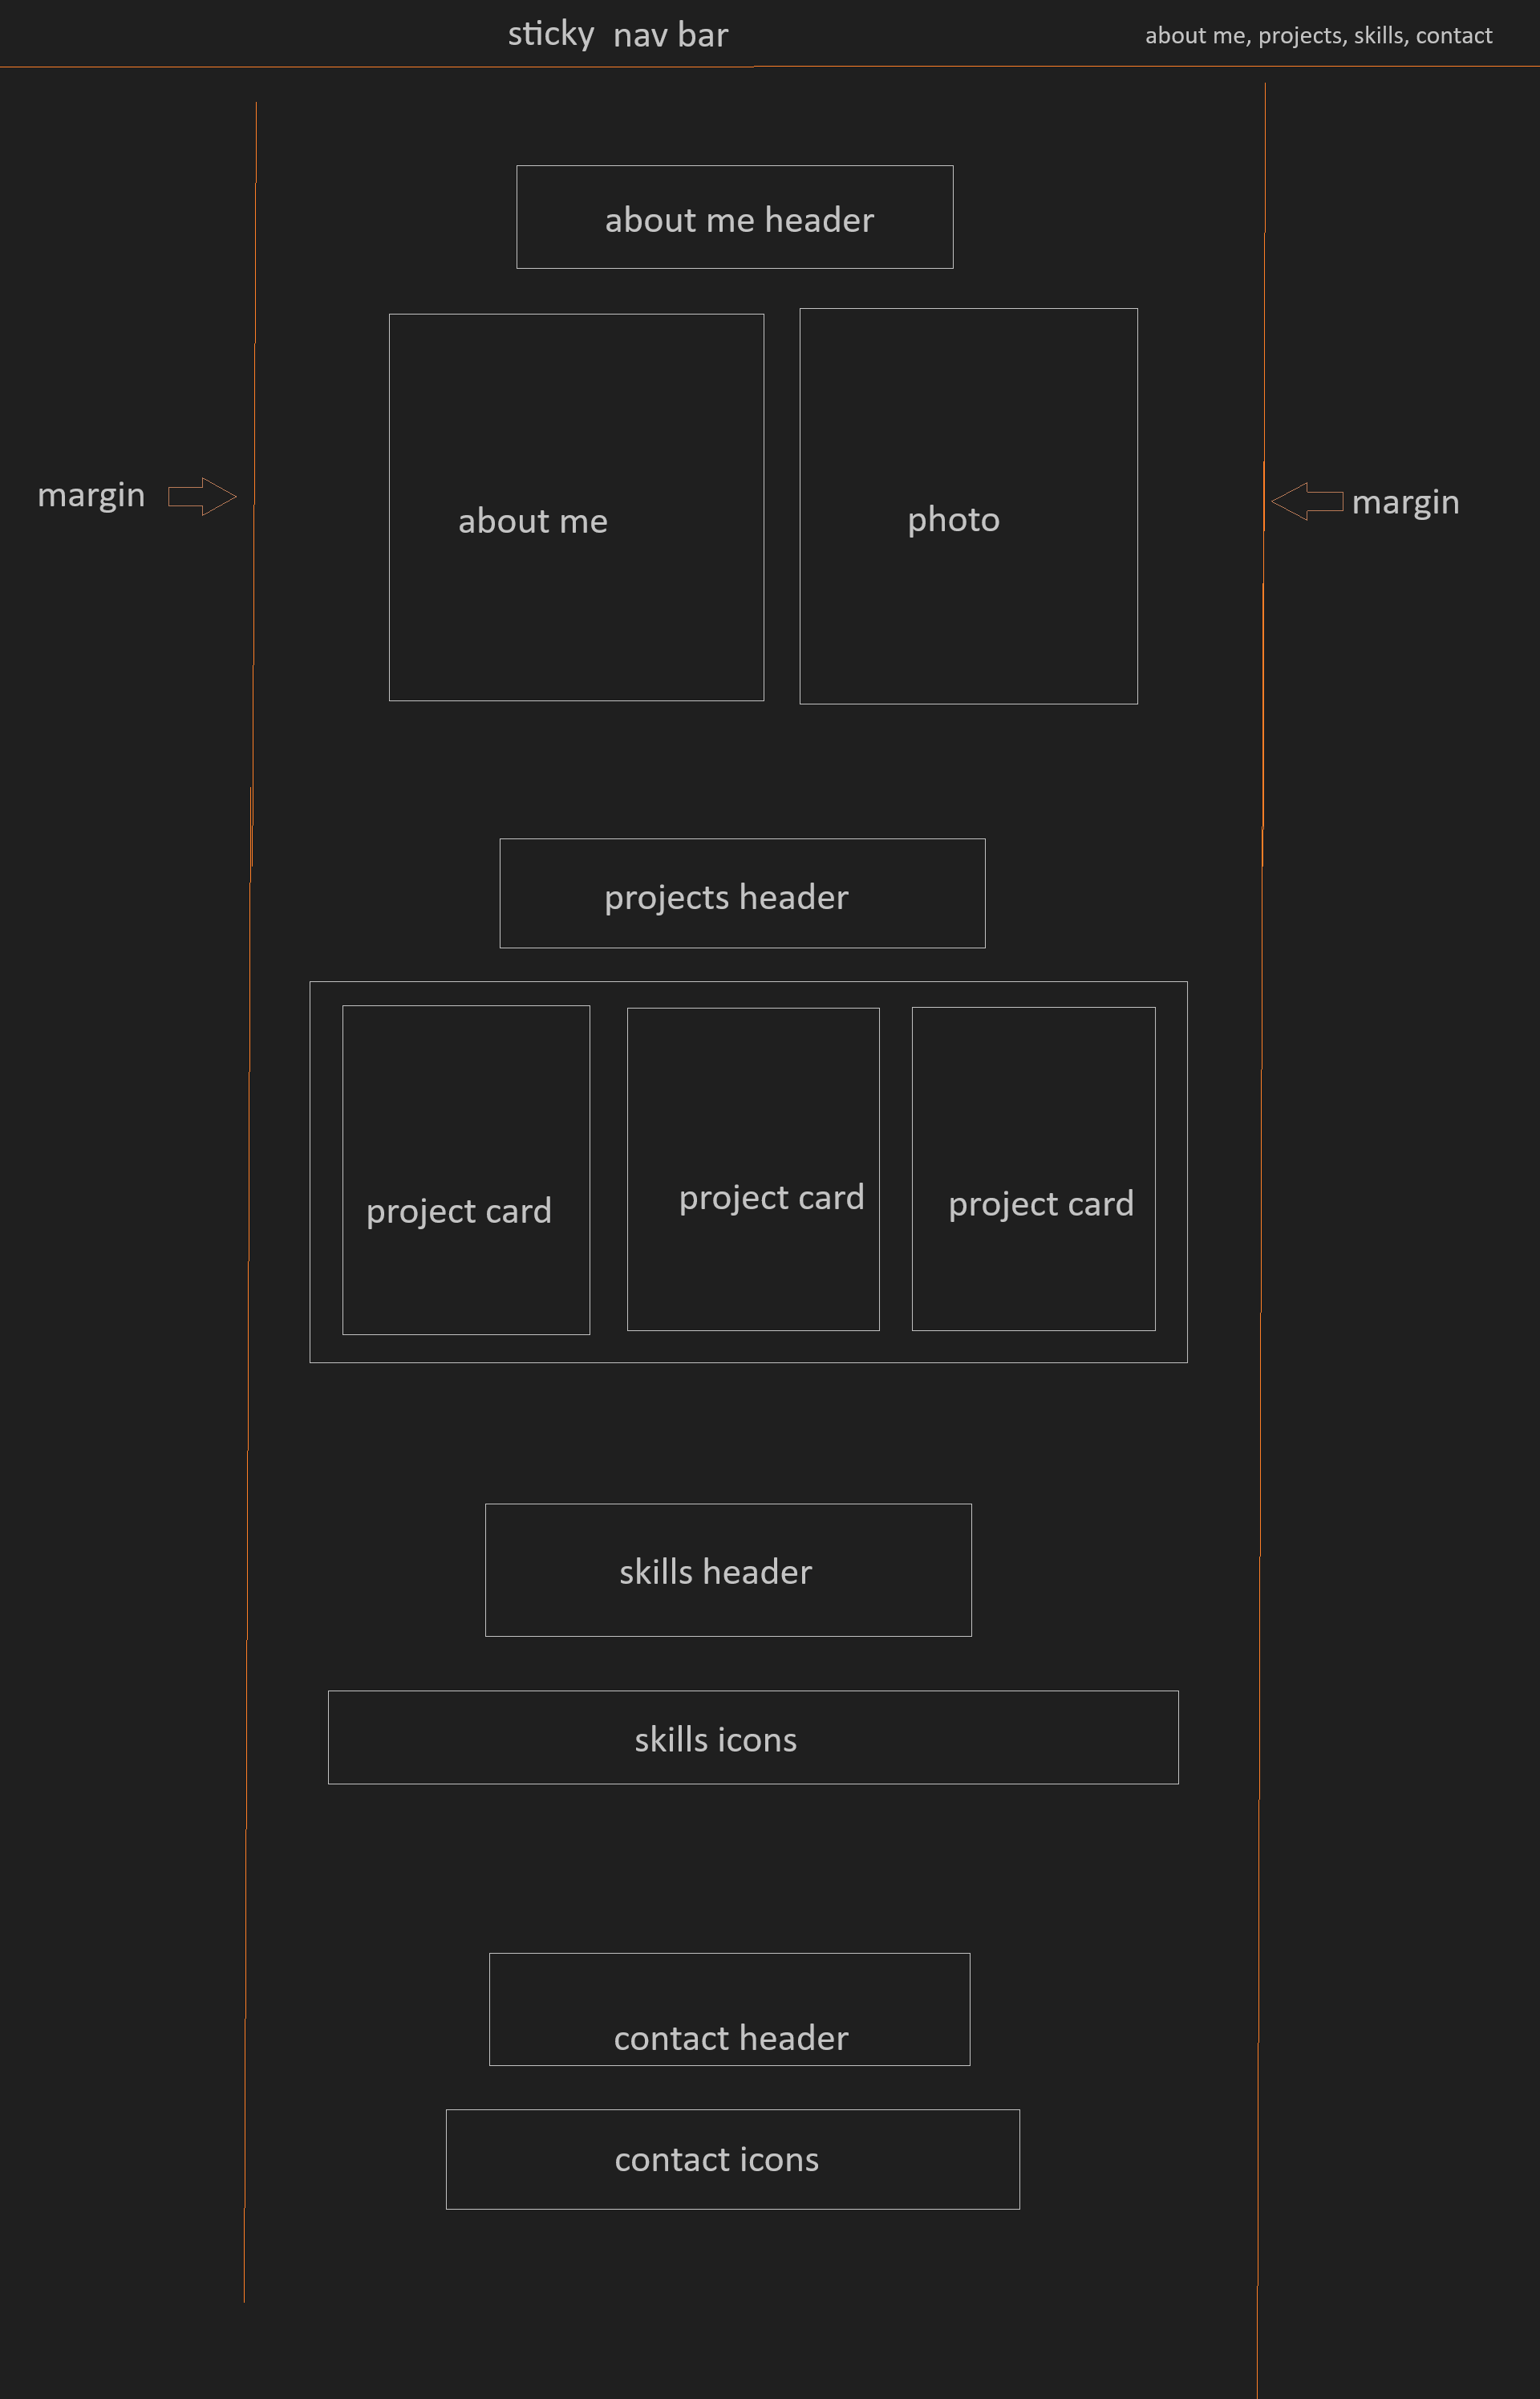 sticky nav bar
about me, projects, skills, contact
about me header
margin
about me
photo
margin
projects header
project card
project card
project card
skills header
skills icons
contact header
contact icons